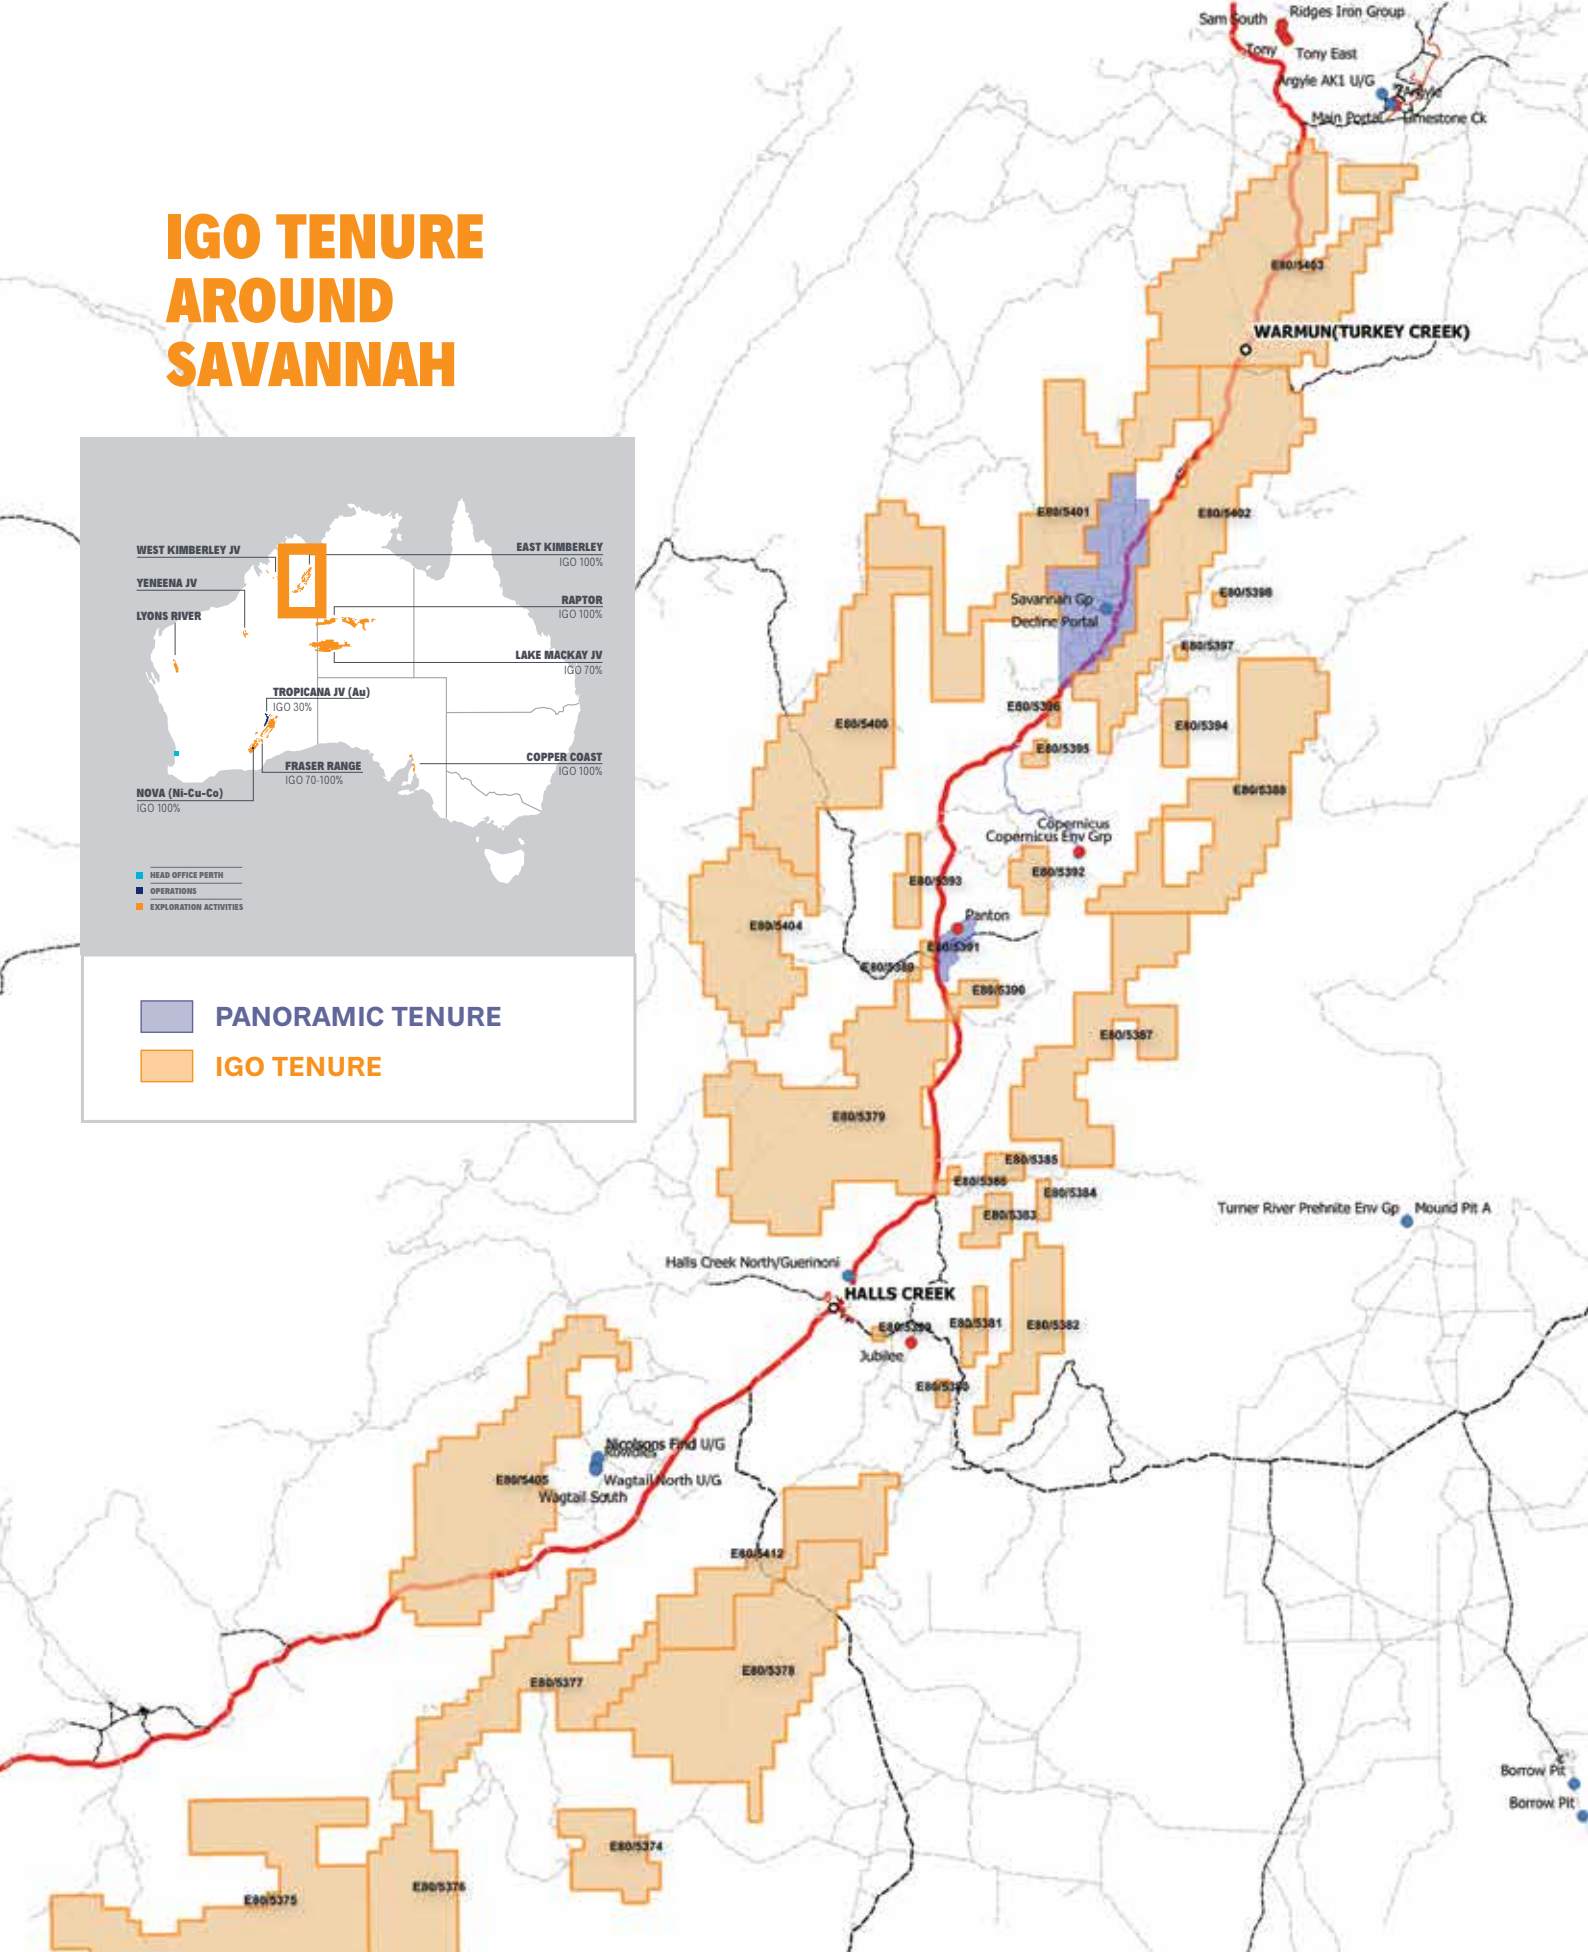 Sam South
Ridges Iron Group
Tony
Tony East
Argyle AK1 U/G
Argyle
Main Portal
Limestone Ck
IGO TENURE
AROUND
SAVANNAH
E80/5403
WARMUN(TURKEY CREEK)
E80/5401
E80/5402
WEST KIMBERLEY JV
EAST KIMBERLEY
IGO 100%
YENEENA JV
RAPTOR
IGO 100%
LYONS RIVER
LAKE MACKAY JV
IGO 70%
TROPICANA JV (Au)
IGO 30%
COPPER COAST
IGO 100%
FRASER RANGE
IGO 70-100%
NOVA (Ni-Cu-Co)
IGO 100%
HEAD OFFICE PERTH
OPERATIONS
EXPLORATION ACTIVITIES
PANORAMIC TENURE
IGO TENURE
E80/5398
Savannah Gp
Decline Portal
E80/5397
E80/5396
E80/5400
E80/5394
E80/5395
E80/5388
Copernicus
Copernicus Env Grp
E80/5392
E80/5393
Panton
E80/5404
E80/5391
E80/5389
E80/5390
E80/5387
E80/5379
E80/5385
E80/5386
E80/5384
E80/5383
Turner River Prehnite Env Gp
Mound Pit A
Halls Creek North/Guerinoni
HALLS CREEK
E80/5381
E80/5382
Jubilee
Nicolsons Find U/G
E80/5405
Wagtail North U/G
Wagtail South
E80/5412
E80/5378
E80/5377
Borrow Pit
Borrow Pit
E80/5374
E80/5376
E80/5375